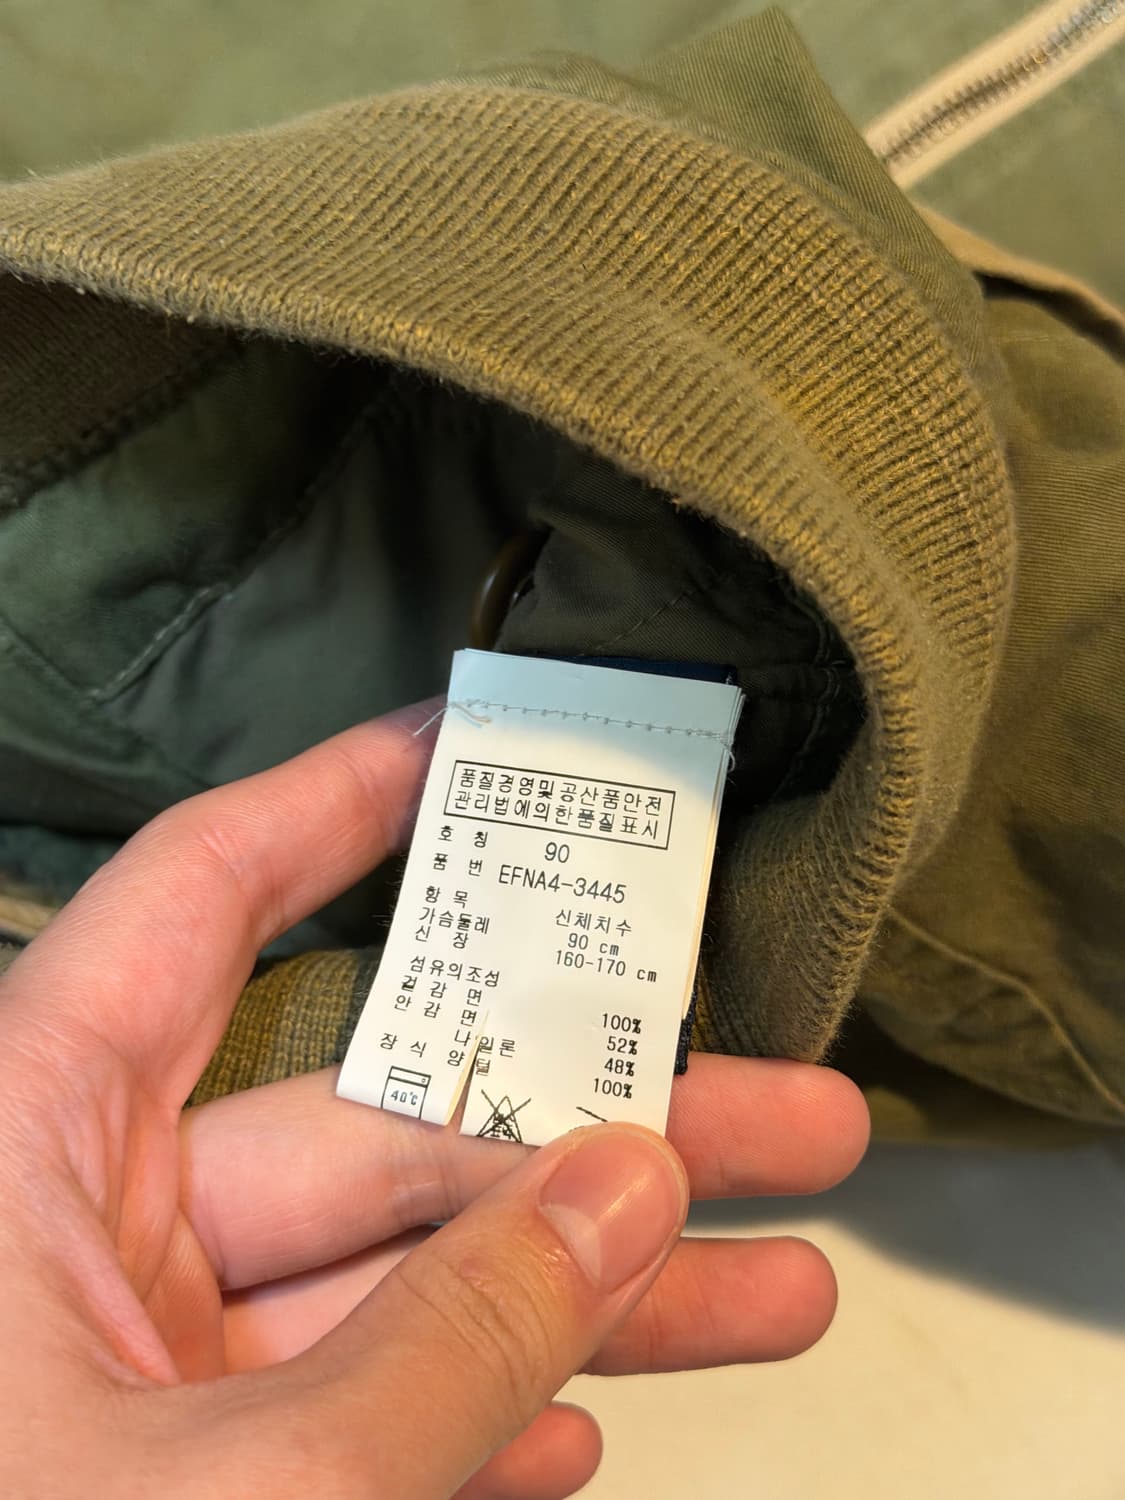 품질경영및공산품안전
관리법에의한품질표시
호 칭 90
품 번 EFNA4-3445
항 목 신체치수
가슴둘레 90 cm
신 장 160-170 cm
섬유의조성
겉 감 면 100%
안 감 면 52%
나일론 48%
장 식 양털 100%
40℃